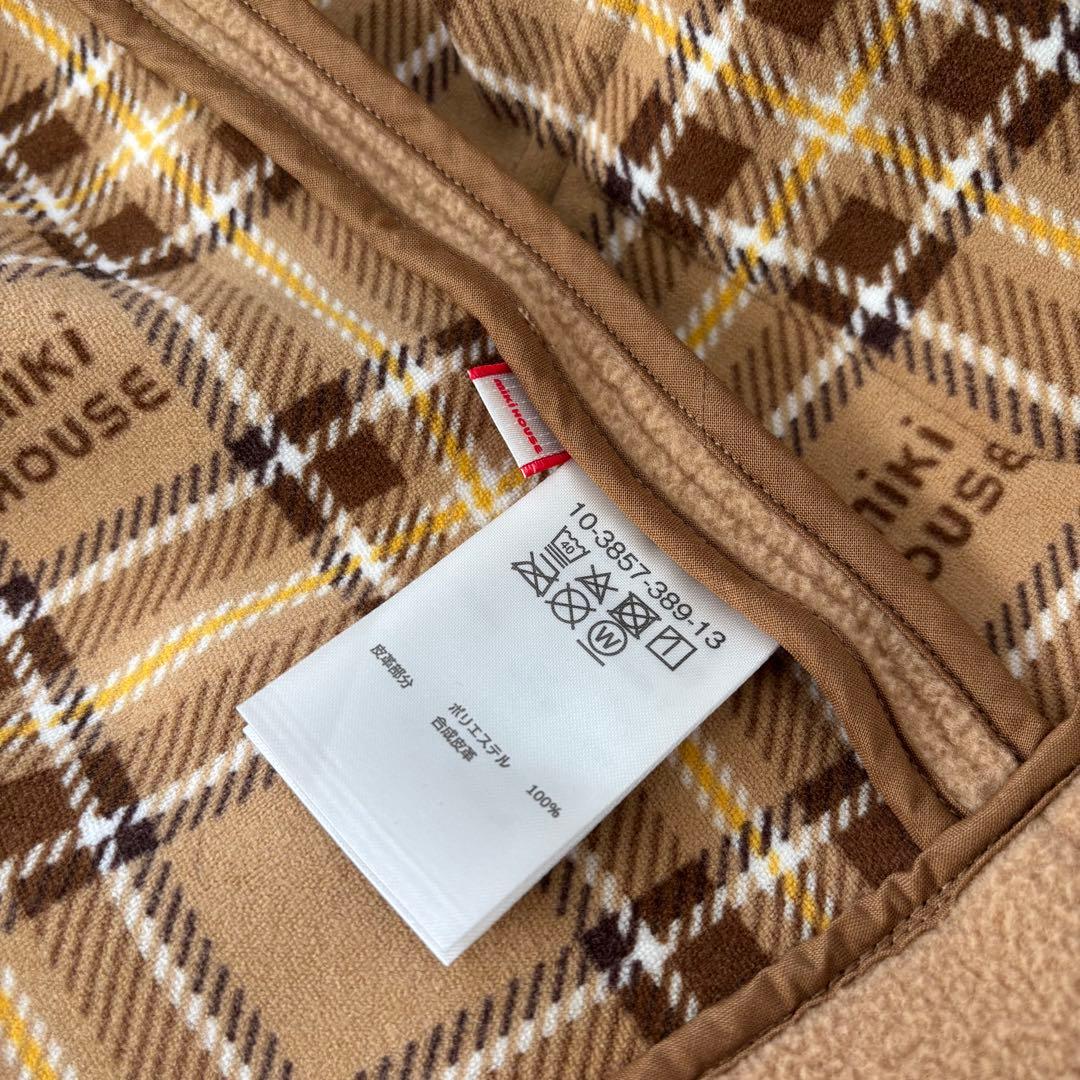 miki
HOUSE
miki
HOUSE
MIKI HOUSE
10-3857-389-13
40
W
皮革部分
ポリエステル 100%
合成皮革